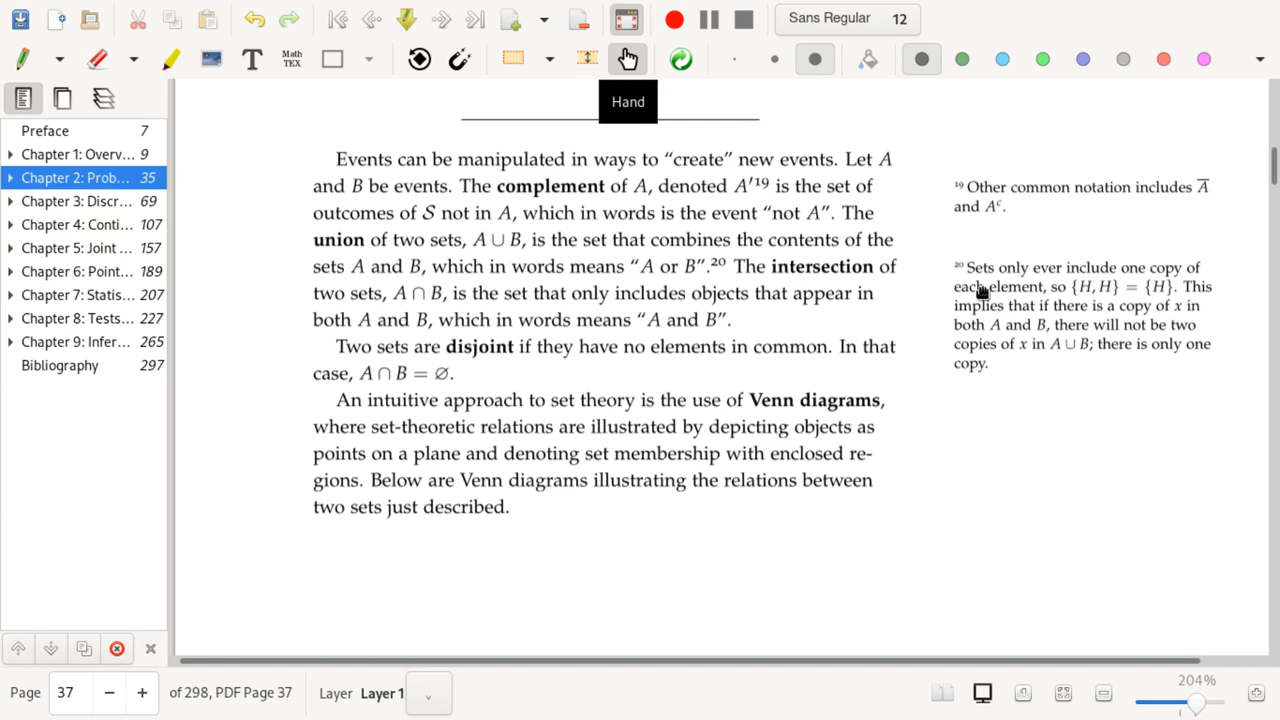 Sans Regular 12
Math
TEX
Hand
Preface 7
Chapter 1: Overv... 9
Chapter 2: Prob... 35
Chapter 3: Discr... 69
Chapter 4: Conti... 107
Chapter 5: Joint ... 157
Chapter 6: Point... 189
Chapter 7: Statis... 207
Chapter 8: Tests... 227
Chapter 9: Infer... 265
Bibliography 297
Events can be manipulated in ways to “create” new events. Let A
and B be events. The complement of A, denoted A′¹⁹ is the set of
outcomes of 𝒮 not in A, which in words is the event “not A”. The
union of two sets, A ∪ B, is the set that combines the contents of the
sets A and B, which in words means “A or B”.²⁰ The intersection of
two sets, A ∩ B, is the set that only includes objects that appear in
both A and B, which in words means “A and B”.
Two sets are disjoint if they have no elements in common. In that
case, A ∩ B = ∅.
An intuitive approach to set theory is the use of Venn diagrams,
where set-theoretic relations are illustrated by depicting objects as
points on a plane and denoting set membership with enclosed re-
gions. Below are Venn diagrams illustrating the relations between
two sets just described.
¹⁹ Other common notation includes A̅
and Aᶜ.
²⁰ Sets only ever include one copy of
each element, so {H, H} = {H}. This
implies that if there is a copy of x in
both A and B, there will not be two
copies of x in A ∪ B; there is only one
copy.
Page 37 of 298, PDF Page 37 Layer Layer 1 204%